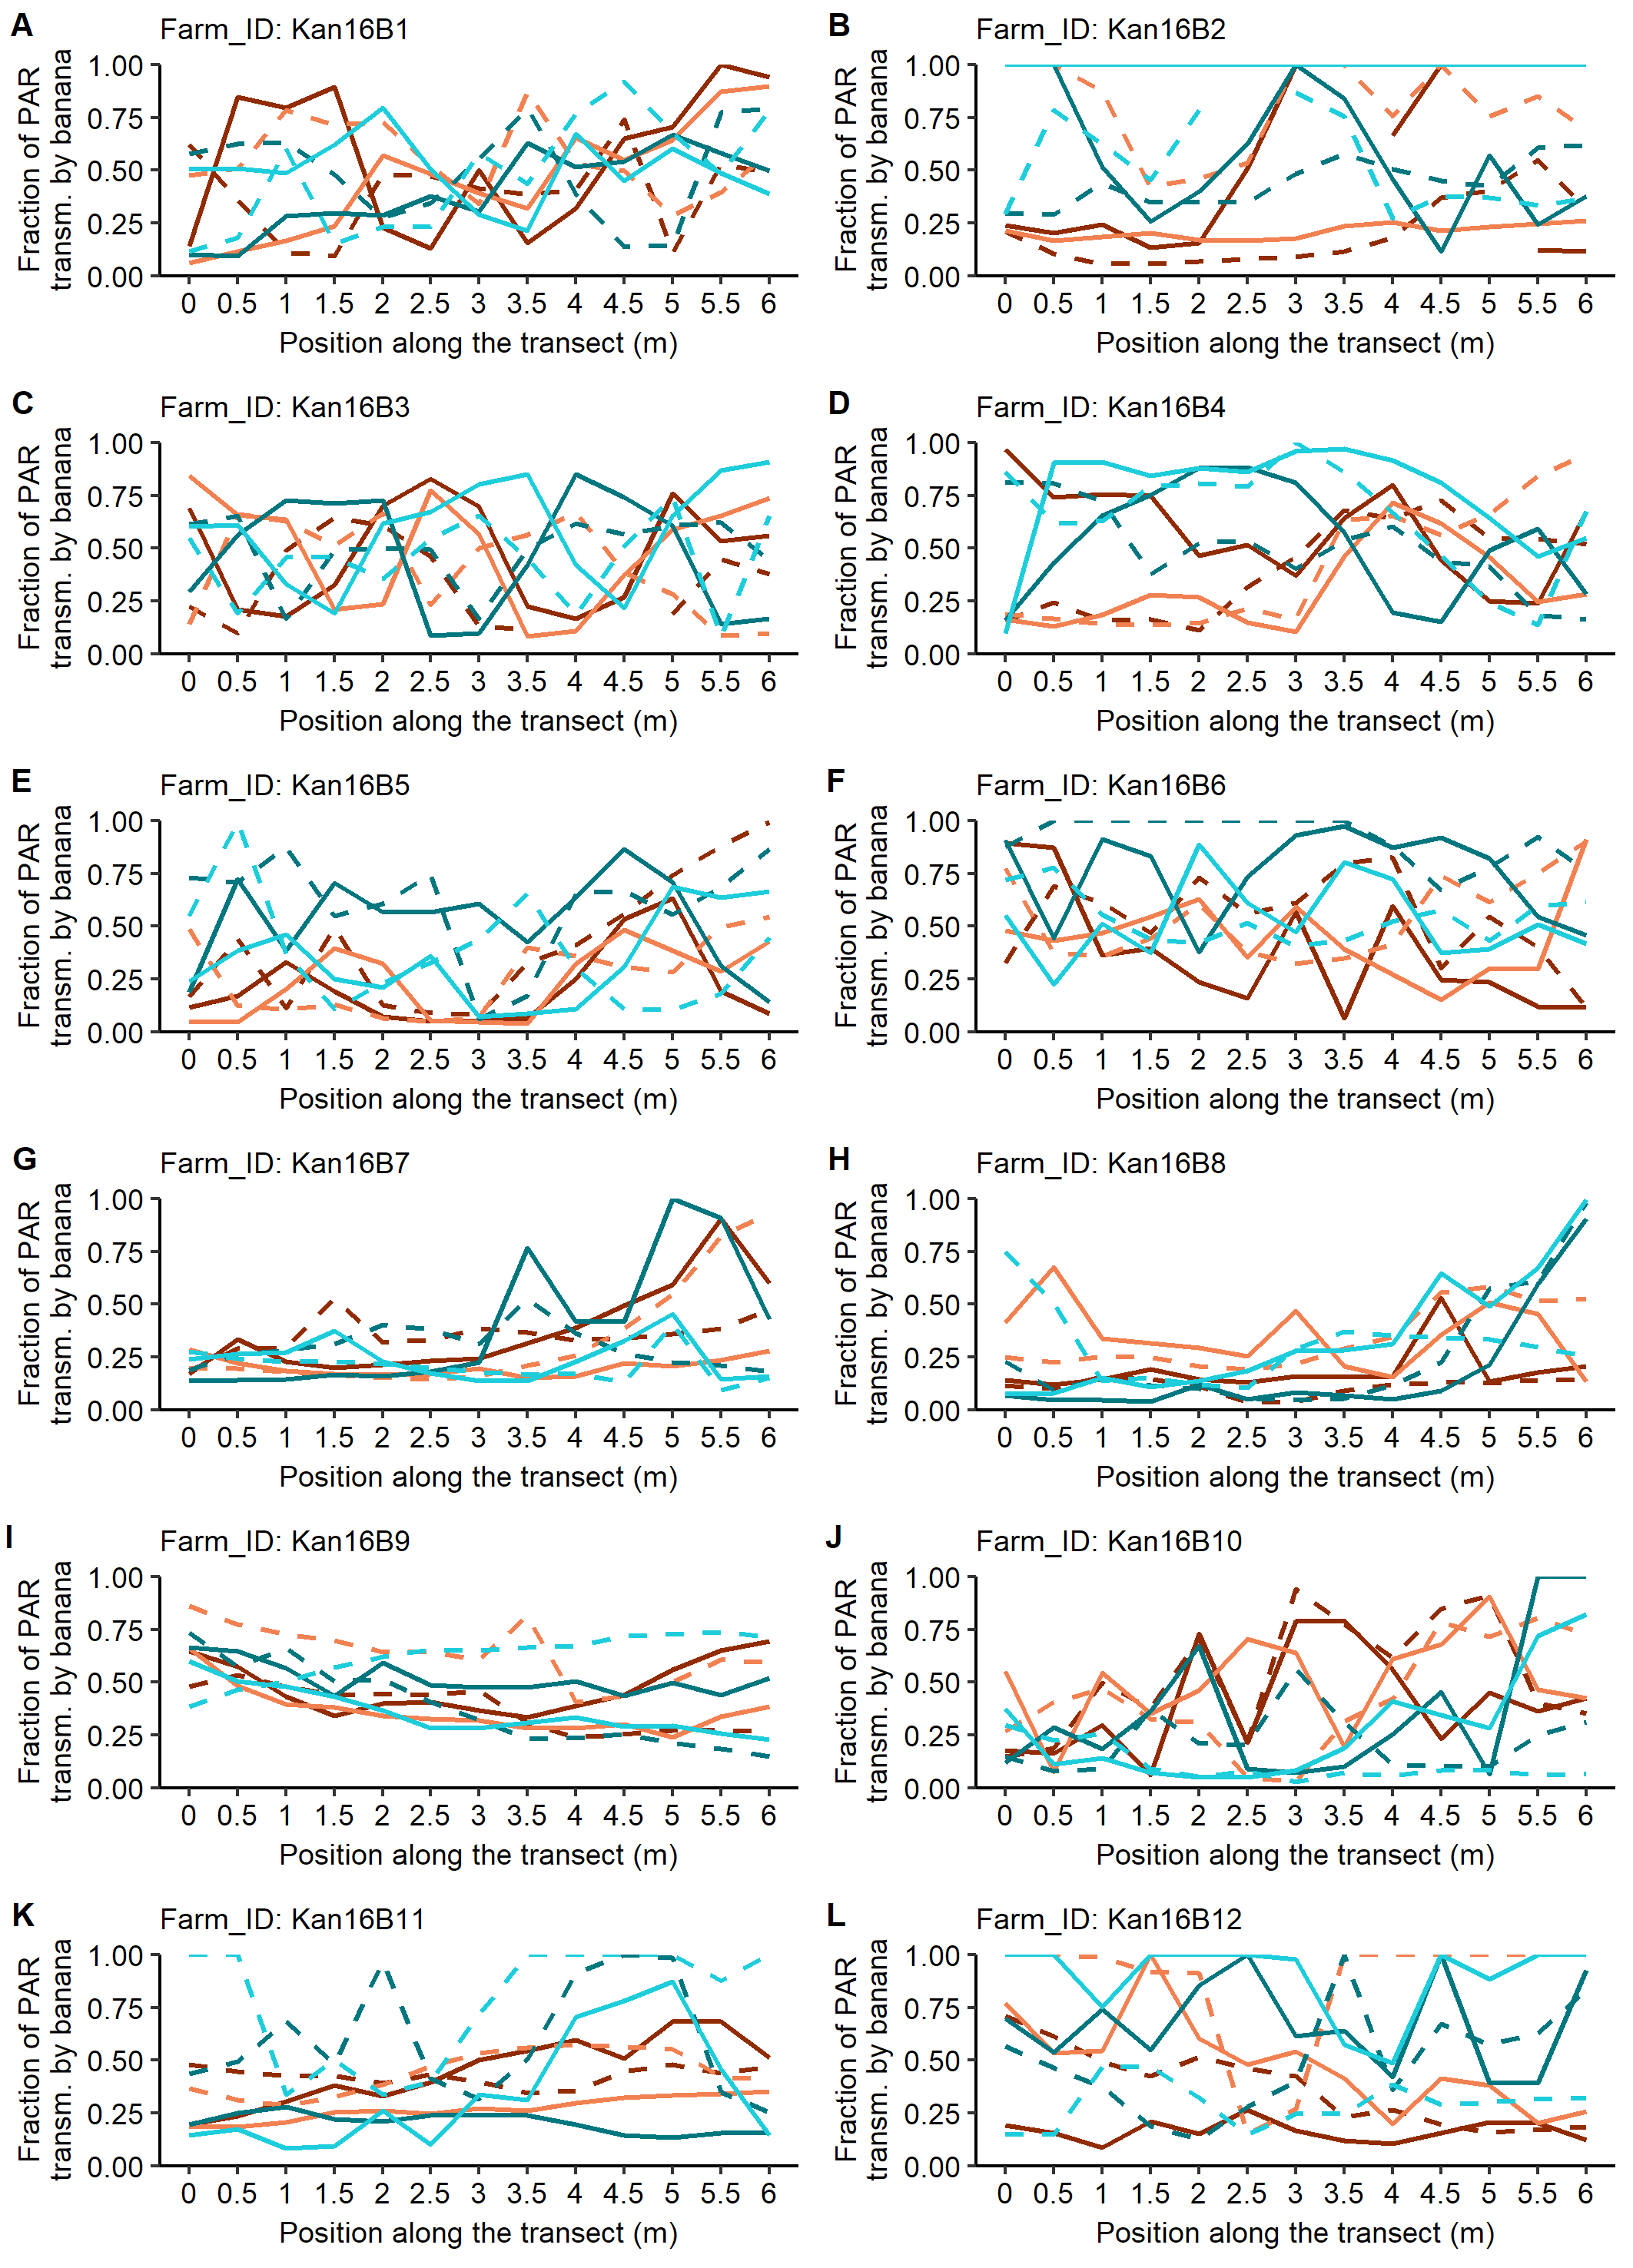 A Farm_ID: Kan16B1
Fraction of PAR
transm. by banana
1.00
0.75
0.50
0.25
0.00
0 0.5 1 1.5 2 2.5 3 3.5 4 4.5 5 5.5 6
Position along the transect (m)
B Farm_ID: Kan16B2
Fraction of PAR
transm. by banana
1.00
0.75
0.50
0.25
0.00
0 0.5 1 1.5 2 2.5 3 3.5 4 4.5 5 5.5 6
Position along the transect (m)
C Farm_ID: Kan16B3
Fraction of PAR
transm. by banana
1.00
0.75
0.50
0.25
0.00
0 0.5 1 1.5 2 2.5 3 3.5 4 4.5 5 5.5 6
Position along the transect (m)
D Farm_ID: Kan16B4
Fraction of PAR
transm. by banana
1.00
0.75
0.50
0.25
0.00
0 0.5 1 1.5 2 2.5 3 3.5 4 4.5 5 5.5 6
Position along the transect (m)
E Farm_ID: Kan16B5
Fraction of PAR
transm. by banana
1.00
0.75
0.50
0.25
0.00
0 0.5 1 1.5 2 2.5 3 3.5 4 4.5 5 5.5 6
Position along the transect (m)
F Farm_ID: Kan16B6
Fraction of PAR
transm. by banana
1.00
0.75
0.50
0.25
0.00
0 0.5 1 1.5 2 2.5 3 3.5 4 4.5 5 5.5 6
Position along the transect (m)
G Farm_ID: Kan16B7
Fraction of PAR
transm. by banana
1.00
0.75
0.50
0.25
0.00
0 0.5 1 1.5 2 2.5 3 3.5 4 4.5 5 5.5 6
Position along the transect (m)
H Farm_ID: Kan16B8
Fraction of PAR
transm. by banana
1.00
0.75
0.50
0.25
0.00
0 0.5 1 1.5 2 2.5 3 3.5 4 4.5 5 5.5 6
Position along the transect (m)
I Farm_ID: Kan16B9
Fraction of PAR
transm. by banana
1.00
0.75
0.50
0.25
0.00
0 0.5 1 1.5 2 2.5 3 3.5 4 4.5 5 5.5 6
Position along the transect (m)
J Farm_ID: Kan16B10
Fraction of PAR
transm. by banana
1.00
0.75
0.50
0.25
0.00
0 0.5 1 1.5 2 2.5 3 3.5 4 4.5 5 5.5 6
Position along the transect (m)
K Farm_ID: Kan16B11
Fraction of PAR
transm. by banana
1.00
0.75
0.50
0.25
0.00
0 0.5 1 1.5 2 2.5 3 3.5 4 4.5 5 5.5 6
Position along the transect (m)
L Farm_ID: Kan16B12
Fraction of PAR
transm. by banana
1.00
0.75
0.50
0.25
0.00
0 0.5 1 1.5 2 2.5 3 3.5 4 4.5 5 5.5 6
Position along the transect (m)